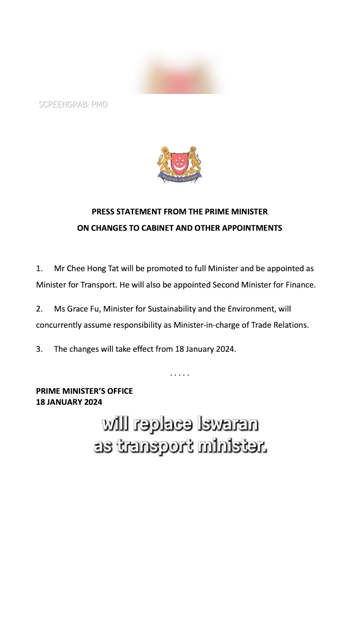 SCREENGRAB: PMO
PRESS STATEMENT FROM THE PRIME MINISTER
ON CHANGES TO CABINET AND OTHER APPOINTMENTS
1. Mr Chee Hong Tat will be promoted to full Minister and be appointed as
Minister for Transport. He will also be appointed Second Minister for Finance.
2. Ms Grace Fu, Minister for Sustainability and the Environment, will
concurrently assume responsibility as Minister-in-charge of Trade Relations.
3. The changes will take effect from 18 January 2024.
. . . . .
PRIME MINISTER'S OFFICE
18 JANUARY 2024
will replace Iswaran
as transport minister.